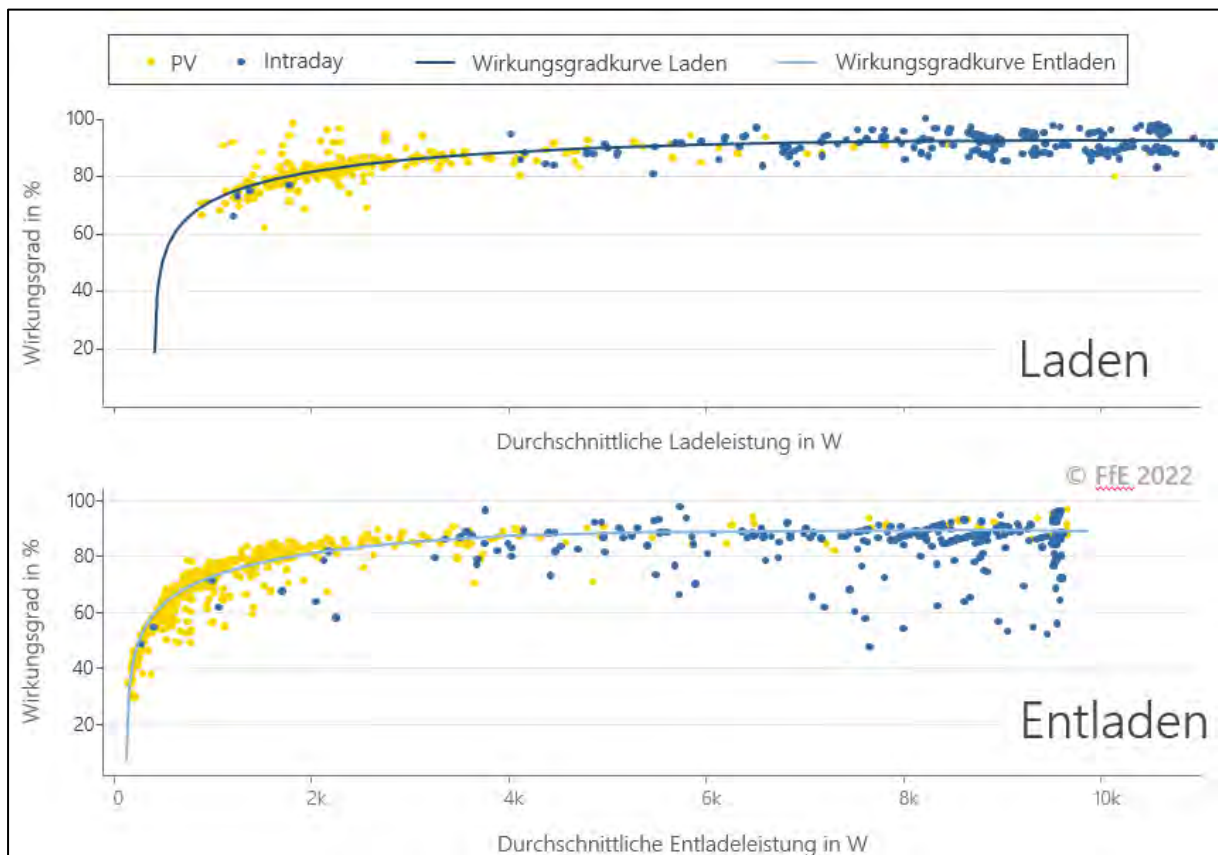 PV Intraday Wirkungsgradkurve Laden Wirkungsgradkurve Entladen
100
80
60
40
20
Wirkungsgrad in %
Laden
Durchschnittliche Ladeleistung in W
© FfE 2022
100
80
60
40
20
Wirkungsgrad in %
Entladen
0 2k 4k 6k 8k 10k
Durchschnittliche Entladeleistung in W